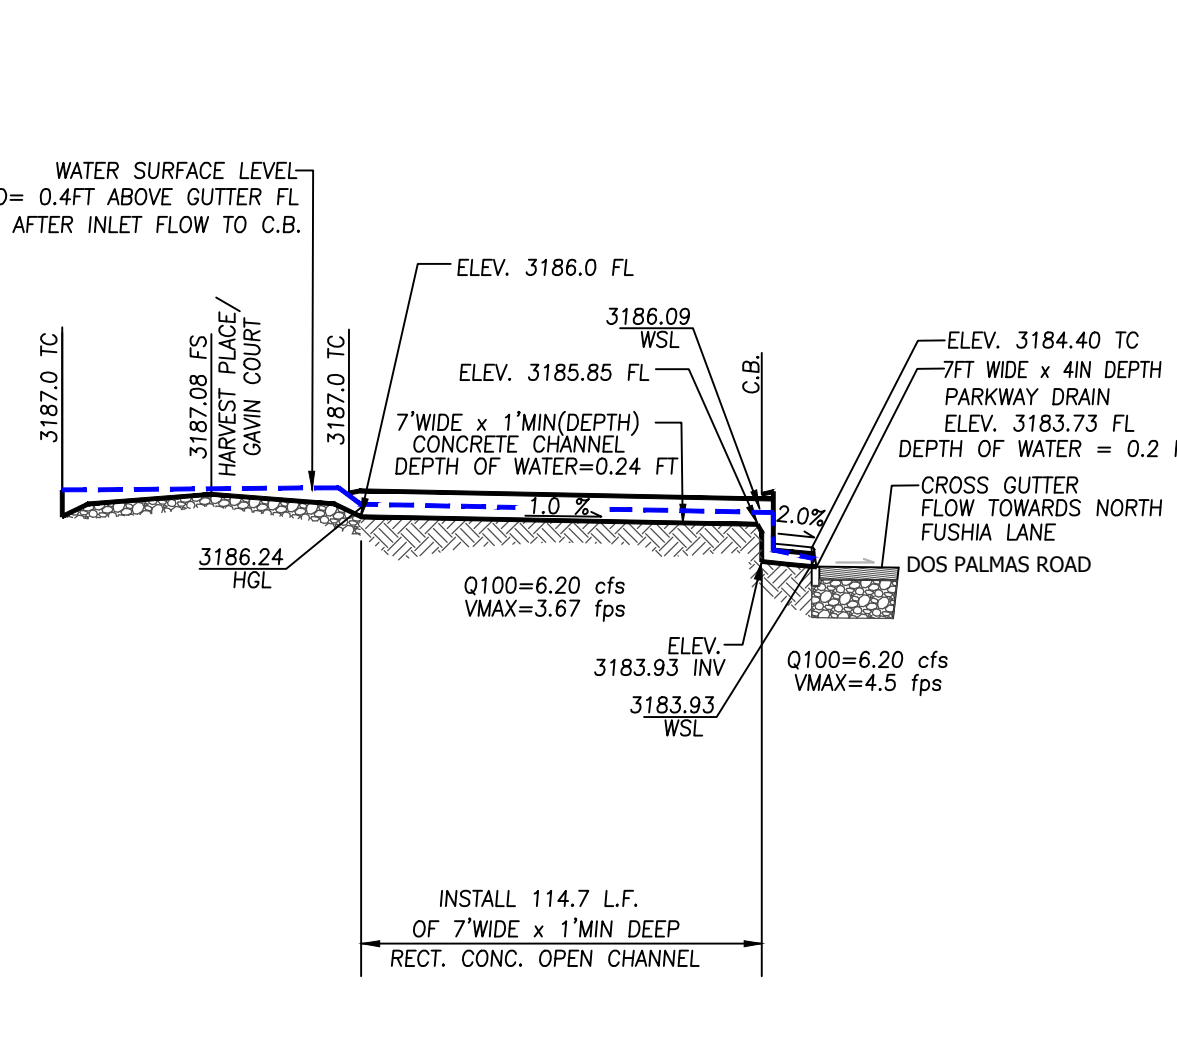 WATER SURFACE LEVEL
D= 0.4FT ABOVE GUTTER FL
AFTER INLET FLOW TO C.B.
3187.0 TC
3187.08 FS
HARVEST PLACE/
GAVIN COURT
3187.0 TC
ELEV. 3186.0 FL
3186.09
WSL
ELEV. 3185.85 FL
C.B.
7'WIDE x 1'MIN(DEPTH)
CONCRETE CHANNEL
DEPTH OF WATER=0.24 FT
ELEV. 3184.40 TC
7FT WIDE x 4IN DEPTH
PARKWAY DRAIN
ELEV. 3183.73 FL
DEPTH OF WATER = 0.2
CROSS GUTTER
FLOW TOWARDS NORTH
FUSHIA LANE
DOS PALMAS ROAD
1.0 %
2.0%
3186.24
HGL
Q100=6.20 cfs
VMAX=3.67 fps
ELEV.
3183.93 INV
3183.93
WSL
Q100=6.20 cfs
VMAX=4.5 fps
INSTALL 114.7 L.F.
OF 7'WIDE x 1'MIN DEEP
RECT. CONC. OPEN CHANNEL